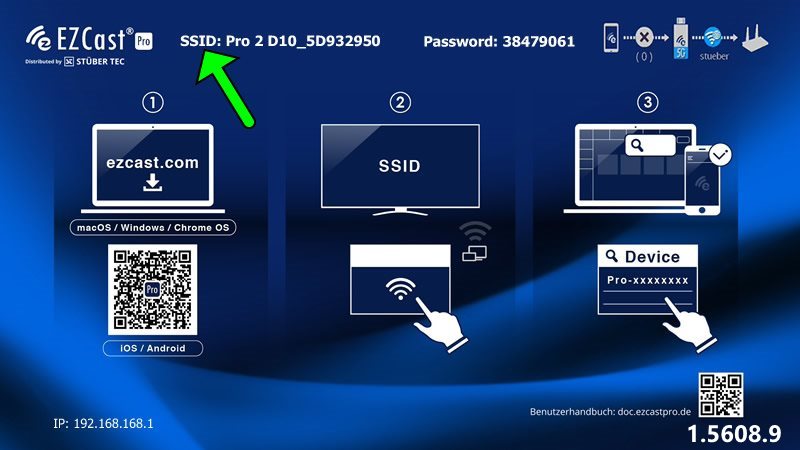 EZCast® Pro
SSID: Pro 2 D10_5D932950
Password: 38479061
Distributed by STÜBER TEC
5G
( 0 )
stueber
1
2
3
ezcast.com
SSID
macOS / Windows / Chrome OS
Device
Pro-xxxxxxxx
Pro
iOS / Android
Benutzerhandbuch: doc.ezcastpro.de
IP: 192.168.168.1
1.5608.9